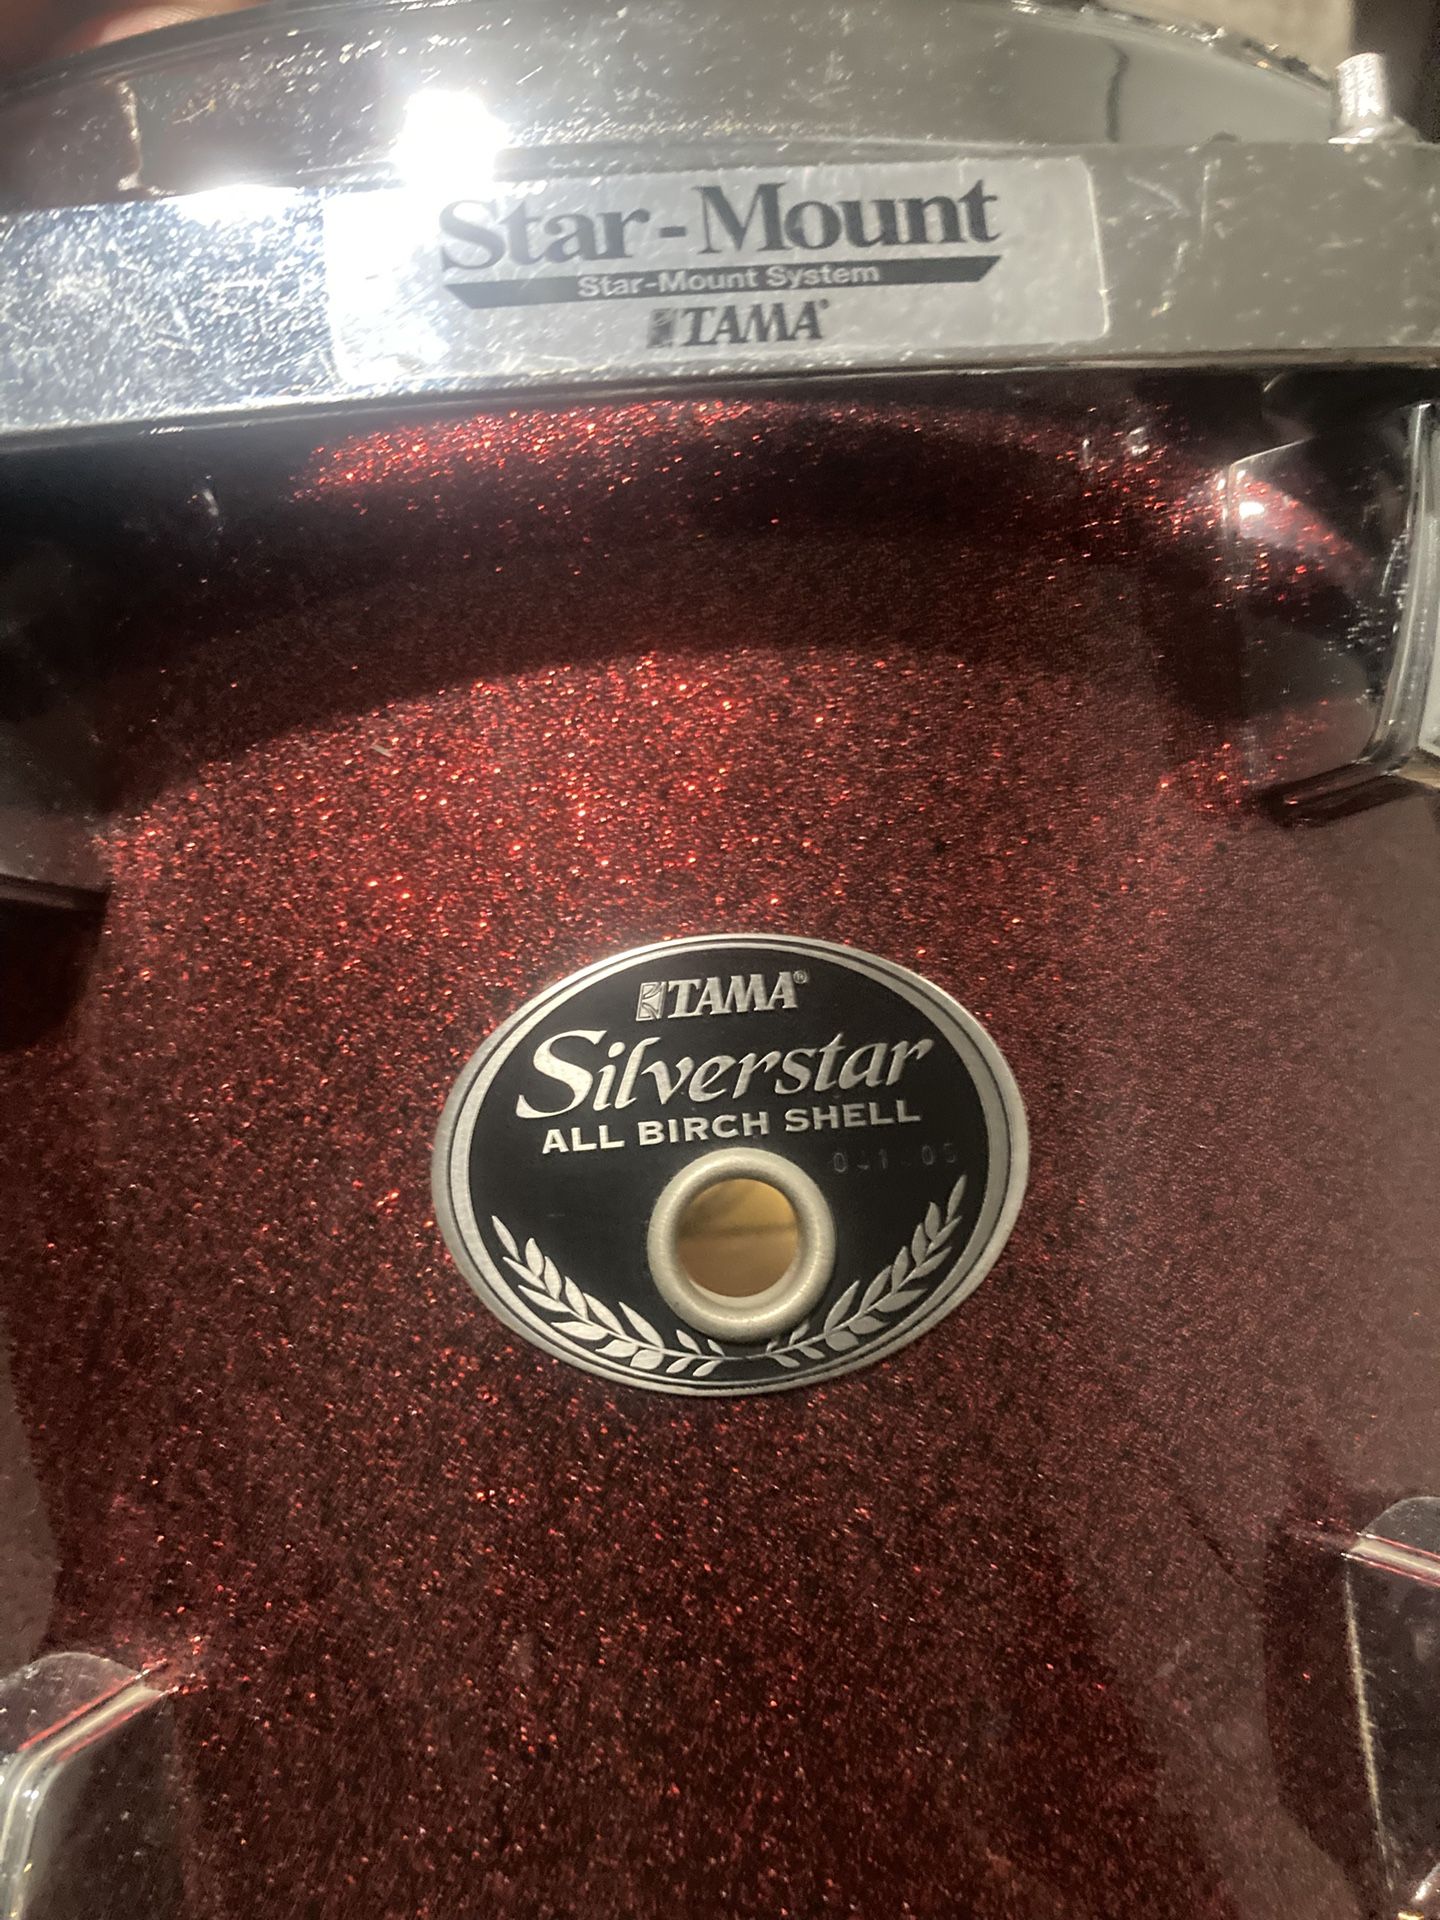 Star-Mount
Star-Mount System
TAMA®
TAMA®
Silverstar
ALL BIRCH SHELL